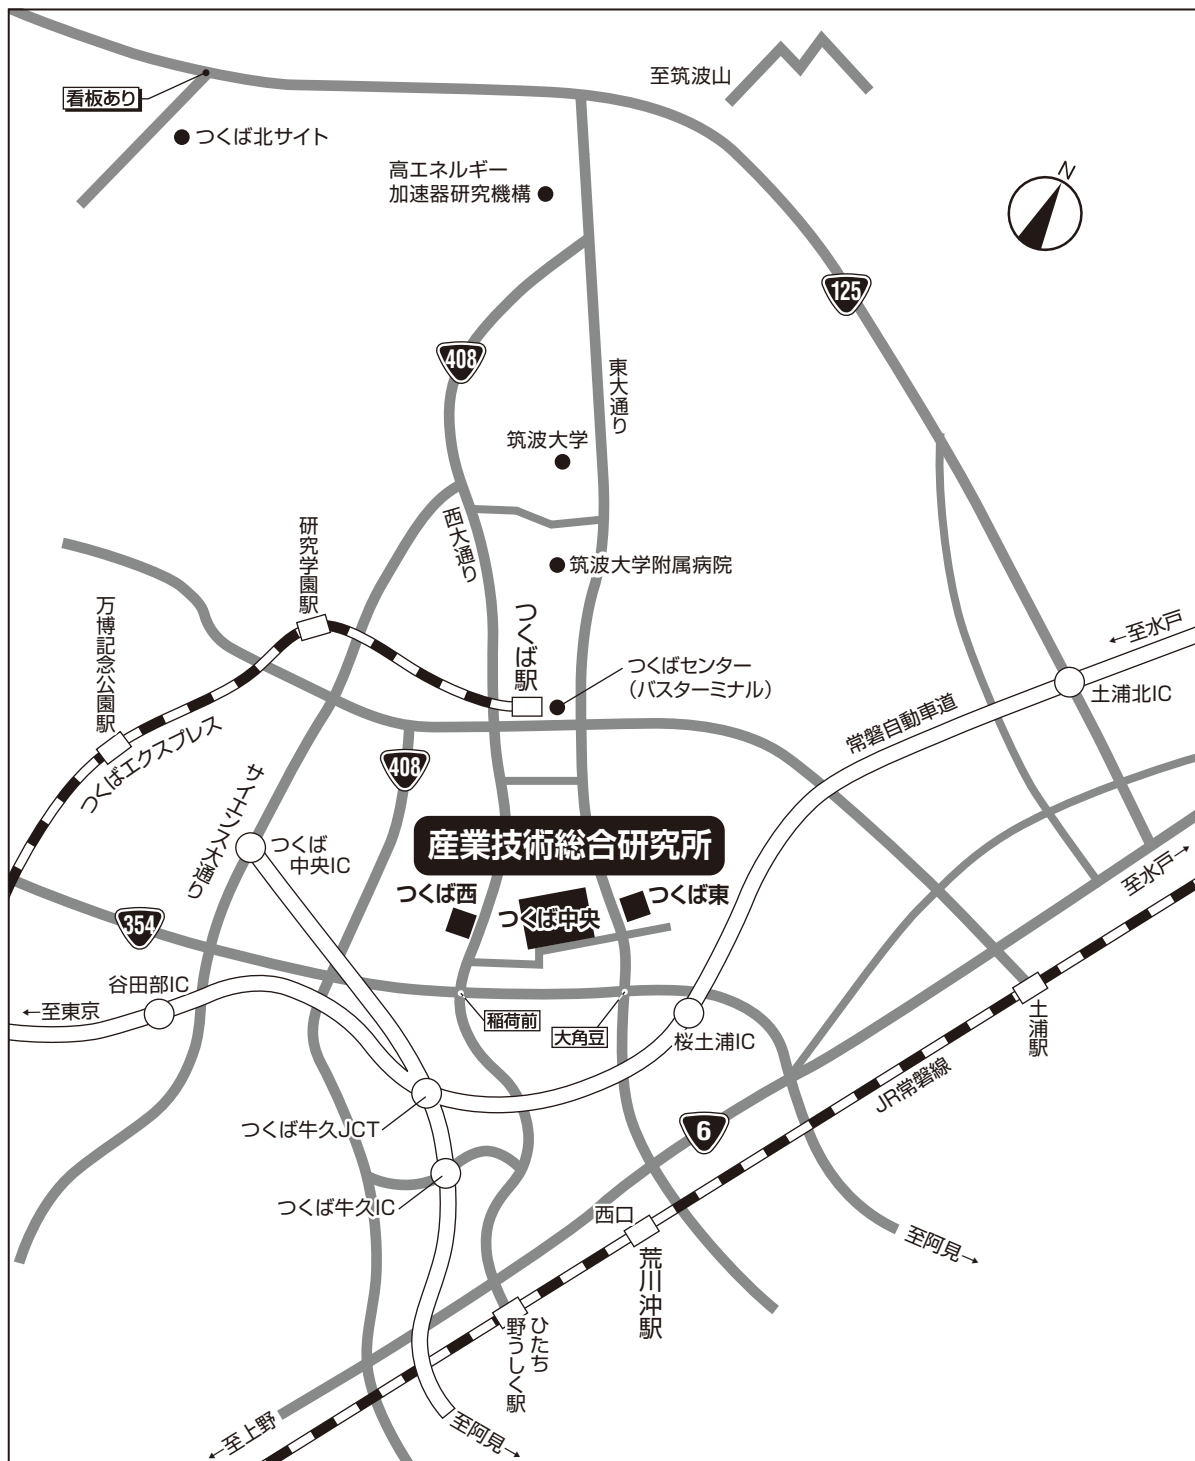 至筑波山
看板あり
つくば北サイト
高エネルギー
加速器研究機構
N
125
408
東大通り
筑波大学
西大通り
研究学園駅
筑波大学附属病院
万博記念公園駅
つくば駅
つくばセンター
(バスターミナル)
←至水戸
土浦北IC
常磐自動車道
つくばエクスプレス
408
サイエンス大通り
つくば
中央IC
産業技術総合研究所
つくば西
つくば中央
つくば東
至水戸→
354
谷田部IC
←至東京
稲荷前
大角豆
桜土浦IC
土浦駅
JR常磐線
つくば牛久JCT
6
つくば牛久IC
西口
荒川沖駅
至阿見→
ひたち
野うしく駅
←至上野
至阿見→